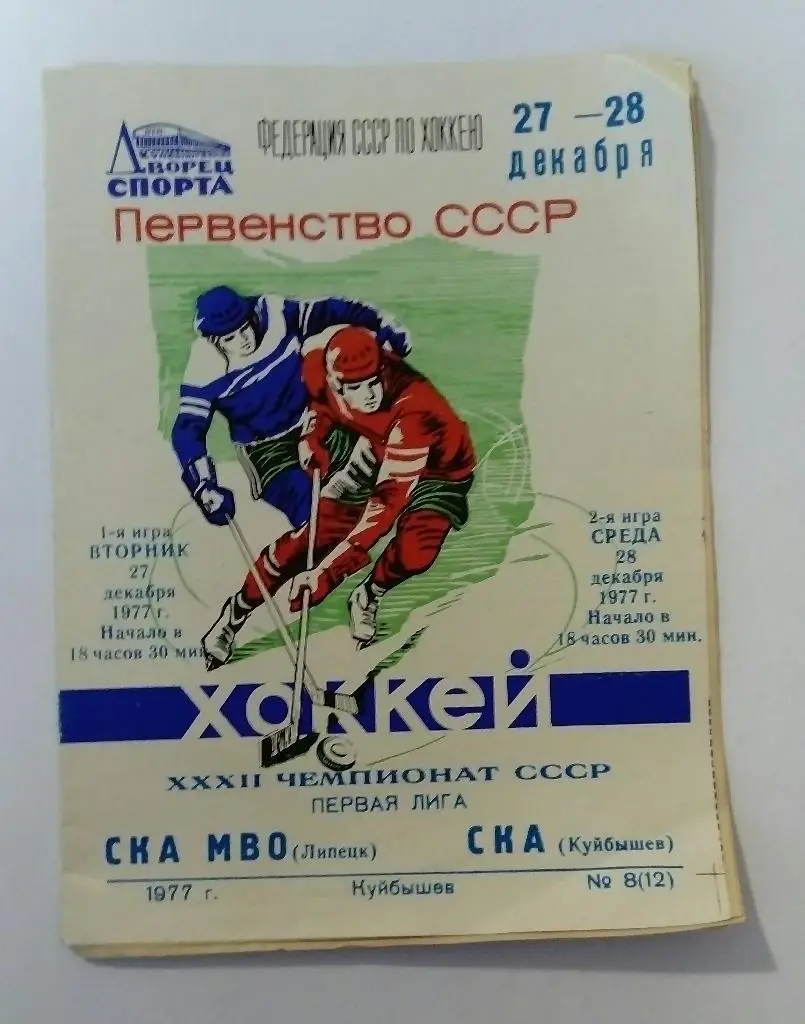 ДВОРЕЦ
СПОРТА
ФЕДЕРАЦИЯ СССР ПО ХОККЕЮ
27 — 28
декабря
Первенство СССР
1-я игра
ВТОРНИК
27
декабря
1977 г.
Начало в
18 часов 30 мин
2-я игра
СРЕДА
28
декабря
1977 г.
Начало в
18 часов 30 мин.
хоккей
XXXII ЧЕМПИОНАТ СССР
ПЕРВАЯ ЛИГА
СКА МВО (Липецк) СКА (Куйбышев)
1977 г. Куйбышев № 8(12)